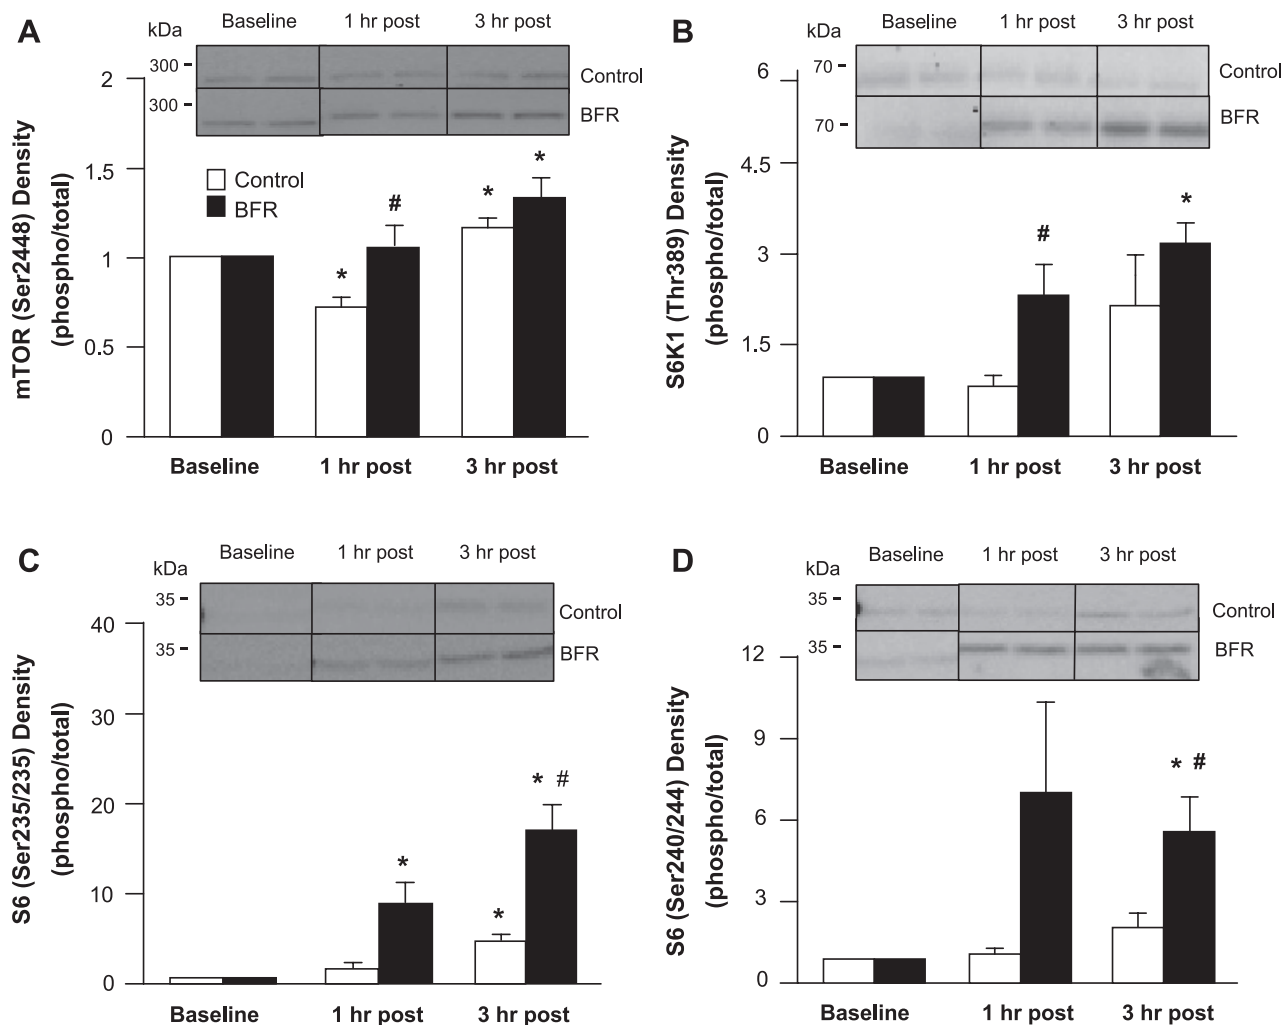 A
kDa
Baseline
1 hr post
3 hr post
300
Control
300
BFR
mTOR (Ser2448) Density
(phospho/total)
2
1.5
1
0.5
0
Control
BFR
*
#
*
*
Baseline
1 hr post
3 hr post
B
kDa
Baseline
1 hr post
3 hr post
70
Control
70
BFR
S6K1 (Thr389) Density
(phospho/total)
6
4.5
3
1.5
0
#
*
Baseline
1 hr post
3 hr post
C
kDa
Baseline
1 hr post
3 hr post
35
Control
35
BFR
S6 (Ser235/235) Density
(phospho/total)
40
30
20
10
0
*
*
* #
Baseline
1 hr post
3 hr post
D
kDa
Baseline
1 hr post
3 hr post
35
Control
35
BFR
S6 (Ser240/244) Density
(phospho/total)
12
9
6
3
0
* #
Baseline
1 hr post
3 hr post